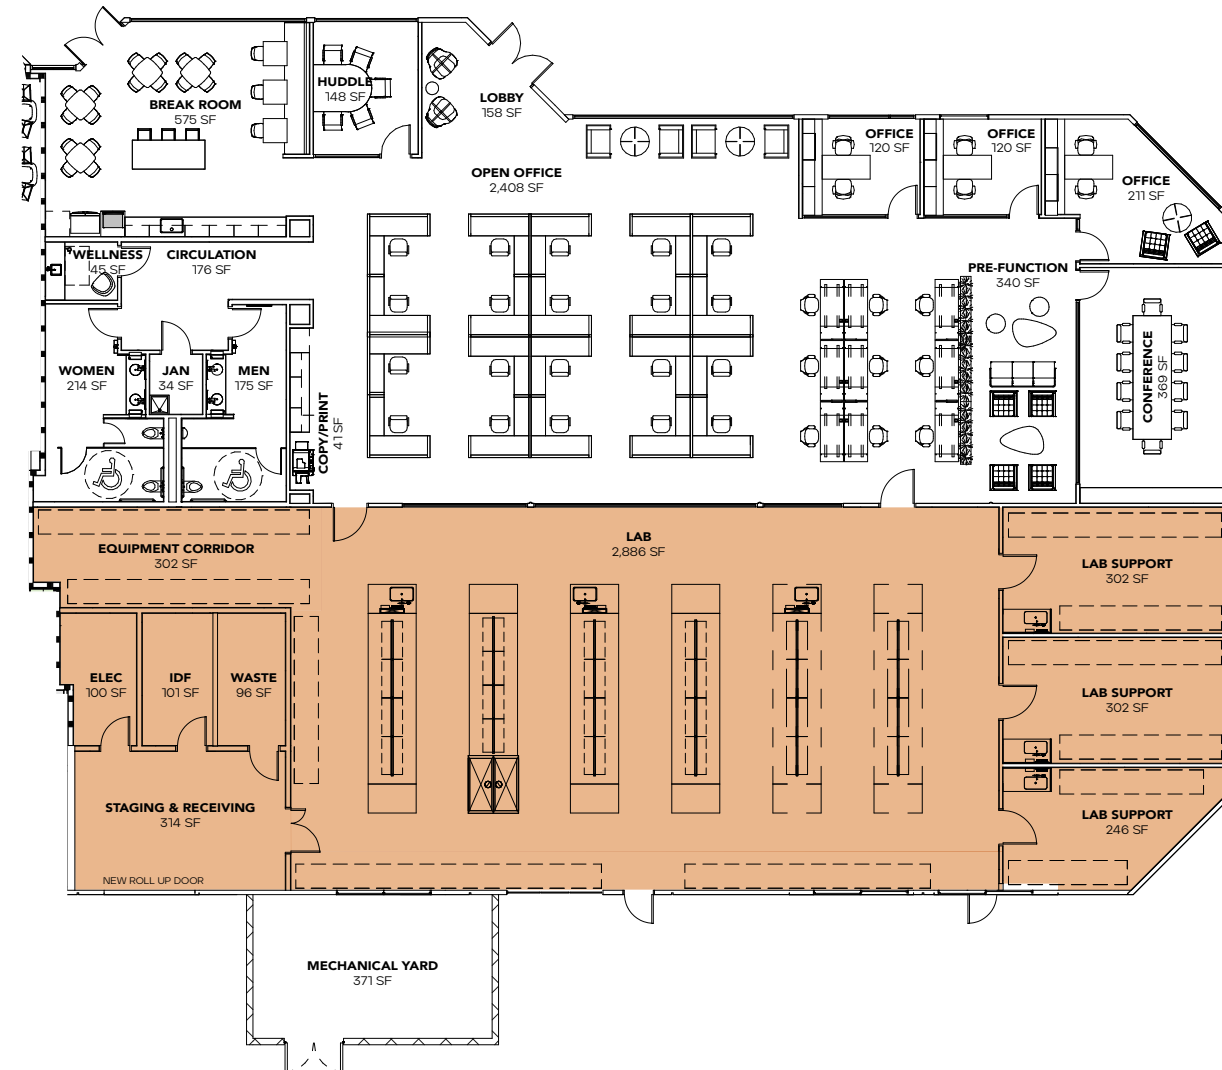 HUDDLE
148 SF
BREAK ROOM
575 SF
LOBBY
158 SF
OFFICE
120 SF
OFFICE
120 SF
OPEN OFFICE
2,408 SF
OFFICE
211 SF
WELLNESS
45 SF
CIRCULATION
176 SF
PRE-FUNCTION
340 SF
WOMEN
214 SF
JAN
34 SF
MEN
175 SF
COPY/PRINT
41 SF
CONFERENCE
369 SF
EQUIPMENT CORRIDOR
302 SF
LAB
2,886 SF
LAB SUPPORT
302 SF
ELEC
100 SF
IDF
101 SF
WASTE
96 SF
LAB SUPPORT
302 SF
STAGING & RECEIVING
314 SF
LAB SUPPORT
246 SF
NEW ROLL UP DOOR
MECHANICAL YARD
371 SF